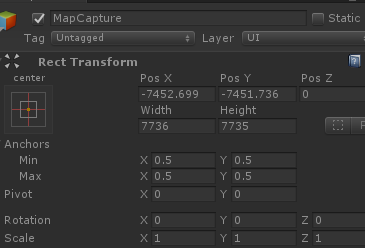 MapCapture Static
Tag Untagged Layer UI
Rect Transform
center Pos X Pos Y Pos Z
-7452.699 -7451.736 0
Width Height
7736 7735
Anchors
Min X 0.5 Y 0.5
Max X 0.5 Y 0.5
Pivot X 0 Y 0
Rotation X 0 Y 0 Z 0
Scale X 1 Y 1 Z 1